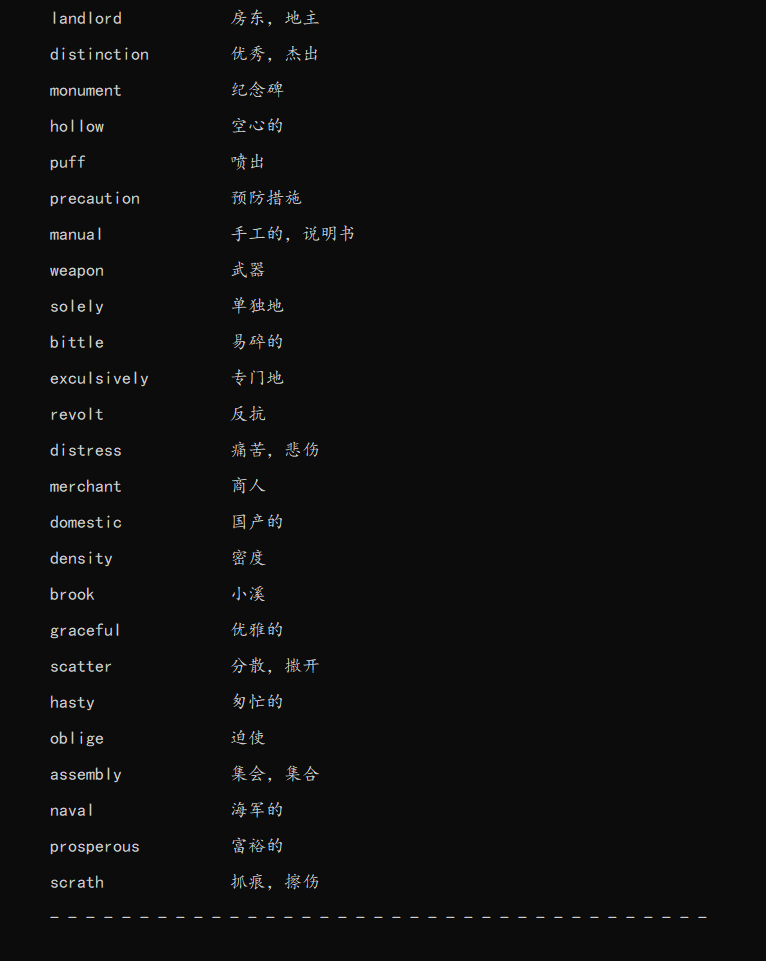 landlord 房东，地主
distinction 优秀，杰出
monument 纪念碑
hollow 空心的
puff 喷出
precaution 预防措施
manual 手工的，说明书
weapon 武器
solely 单独地
bittle 易碎的
exculsively 专门地
revolt 反抗
distress 痛苦，悲伤
merchant 商人
domestic 国产的
density 密度
brook 小溪
graceful 优雅的
scatter 分散，撒开
hasty 匆忙的
oblige 迫使
assembly 集会，集合
naval 海军的
prosperous 富裕的
scrath 抓痕，擦伤
_ _ _ _ _ _ _ _ _ _ _ _ _ _ _ _ _ _ _ _ _ _ _ _ _ _ _ _ _ _ _ _ _ _ _ _ _